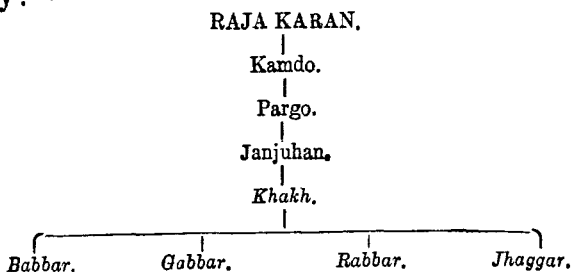 RAJA KARAN.
Kamdo.
Pargo.
Janjuhan.
Khakh.
Babbar. Gabbar. Rabbar. Jhaggar.